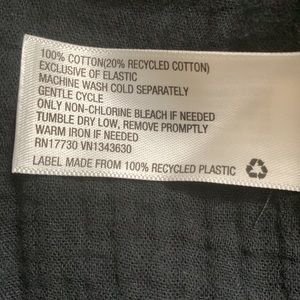 100% COTTON(20% RECYCLED COTTON)
EXCLUSIVE OF ELASTIC
MACHINE WASH COLD SEPARATELY
GENTLE CYCLE
ONLY NON-CHLORINE BLEACH IF NEEDED
TUMBLE DRY LOW, REMOVE PROMPTLY
WARM IRON IF NEEDED
RN17730 VN1343630
LABEL MADE FROM 100% RECYCLED PLASTIC